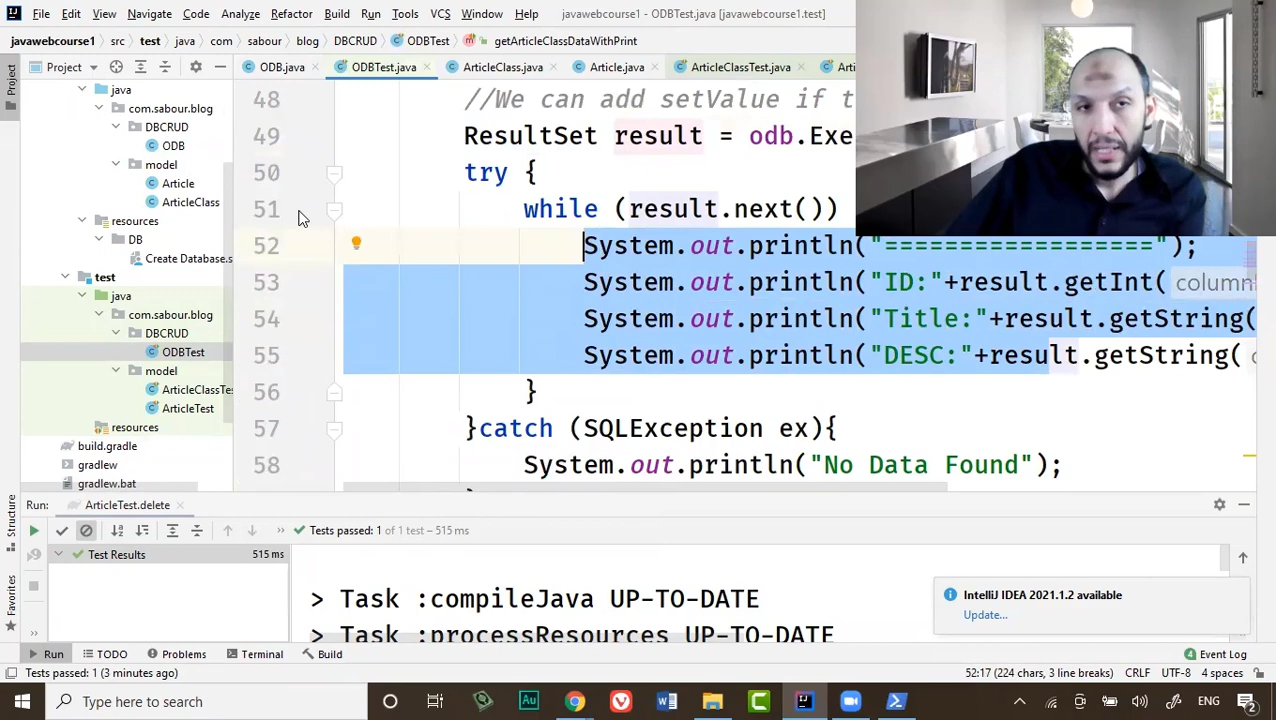 File Edit View Navigate Code Analyze Refactor Build Run Tools VCS Window Help javawebcourse1 - ODBTest.java [javawebcourse1.test]
javawebcourse1 src test java com sabour blog DBCRUD ODBTest getArticleClassDataWithPrint
Project ODB.java ODBTest.java ArticleClass.java Article.java ArticleClassTest.java
java
com.sabour.blog
DBCRUD
ODB
model
Article
ArticleClass
resources
DB
Create Database.s
test
java
com.sabour.blog
DBCRUD
ODBTest
model
ArticleClassTes
ArticleTest
resources
build.gradle
gradlew
gradlew.bat
48 //We can add setValue if t
49 ResultSet result = odb.Exe
50 try {
51 while (result.next())
52 System.out.println("==================");
53 System.out.println("ID:"+result.getInt( column
54 System.out.println("Title:"+result.getString(
55 System.out.println("DESC:"+result.getString(
56 }
57 }catch (SQLException ex){
58 System.out.println("No Data Found");
Project
Structure
Favorites
Run: ArticleTest.delete
Tests passed: 1 of 1 test – 515 ms
Test Results 515 ms
> Task :compileJava UP-TO-DATE
> Task :processResources UP-TO-DATE
IntelliJ IDEA 2021.1.2 available
Update...
Run TODO Problems Terminal Build 4 Event Log
Tests passed: 1 (3 minutes ago) 52:17 (224 chars, 3 line breaks) CRLF UTF-8 4 spaces
Type here to search Au W C ENG 2